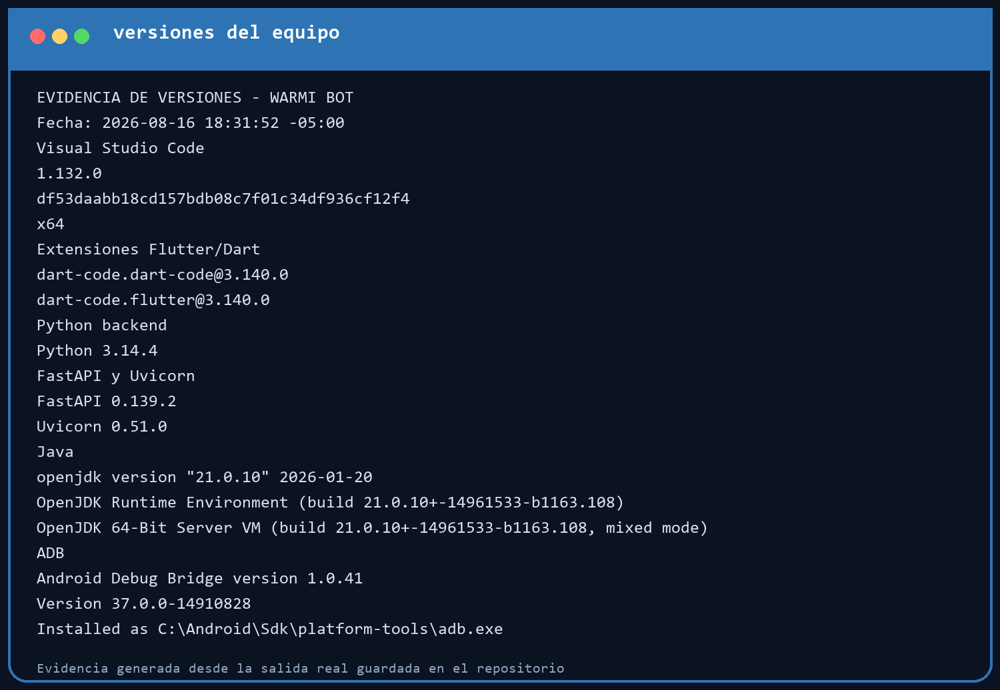 versiones del equipo
EVIDENCIA DE VERSIONES - WARMI BOT
Fecha: 2026-08-16 18:31:52 -05:00
Visual Studio Code
1.132.0
df53daabb18cd157bdb08c7f01c34df936cf12f4
x64
Extensiones Flutter/Dart
dart-code.dart-code@3.140.0
dart-code.flutter@3.140.0
Python backend
Python 3.14.4
FastAPI y Uvicorn
FastAPI 0.139.2
Uvicorn 0.51.0
Java
openjdk version "21.0.10" 2026-01-20
OpenJDK Runtime Environment (build 21.0.10+-14961533-b1163.108)
OpenJDK 64-Bit Server VM (build 21.0.10+-14961533-b1163.108, mixed mode)
ADB
Android Debug Bridge version 1.0.41
Version 37.0.0-14910828
Installed as C:\Android\Sdk\platform-tools\adb.exe
Evidencia generada desde la salida real guardada en el repositorio